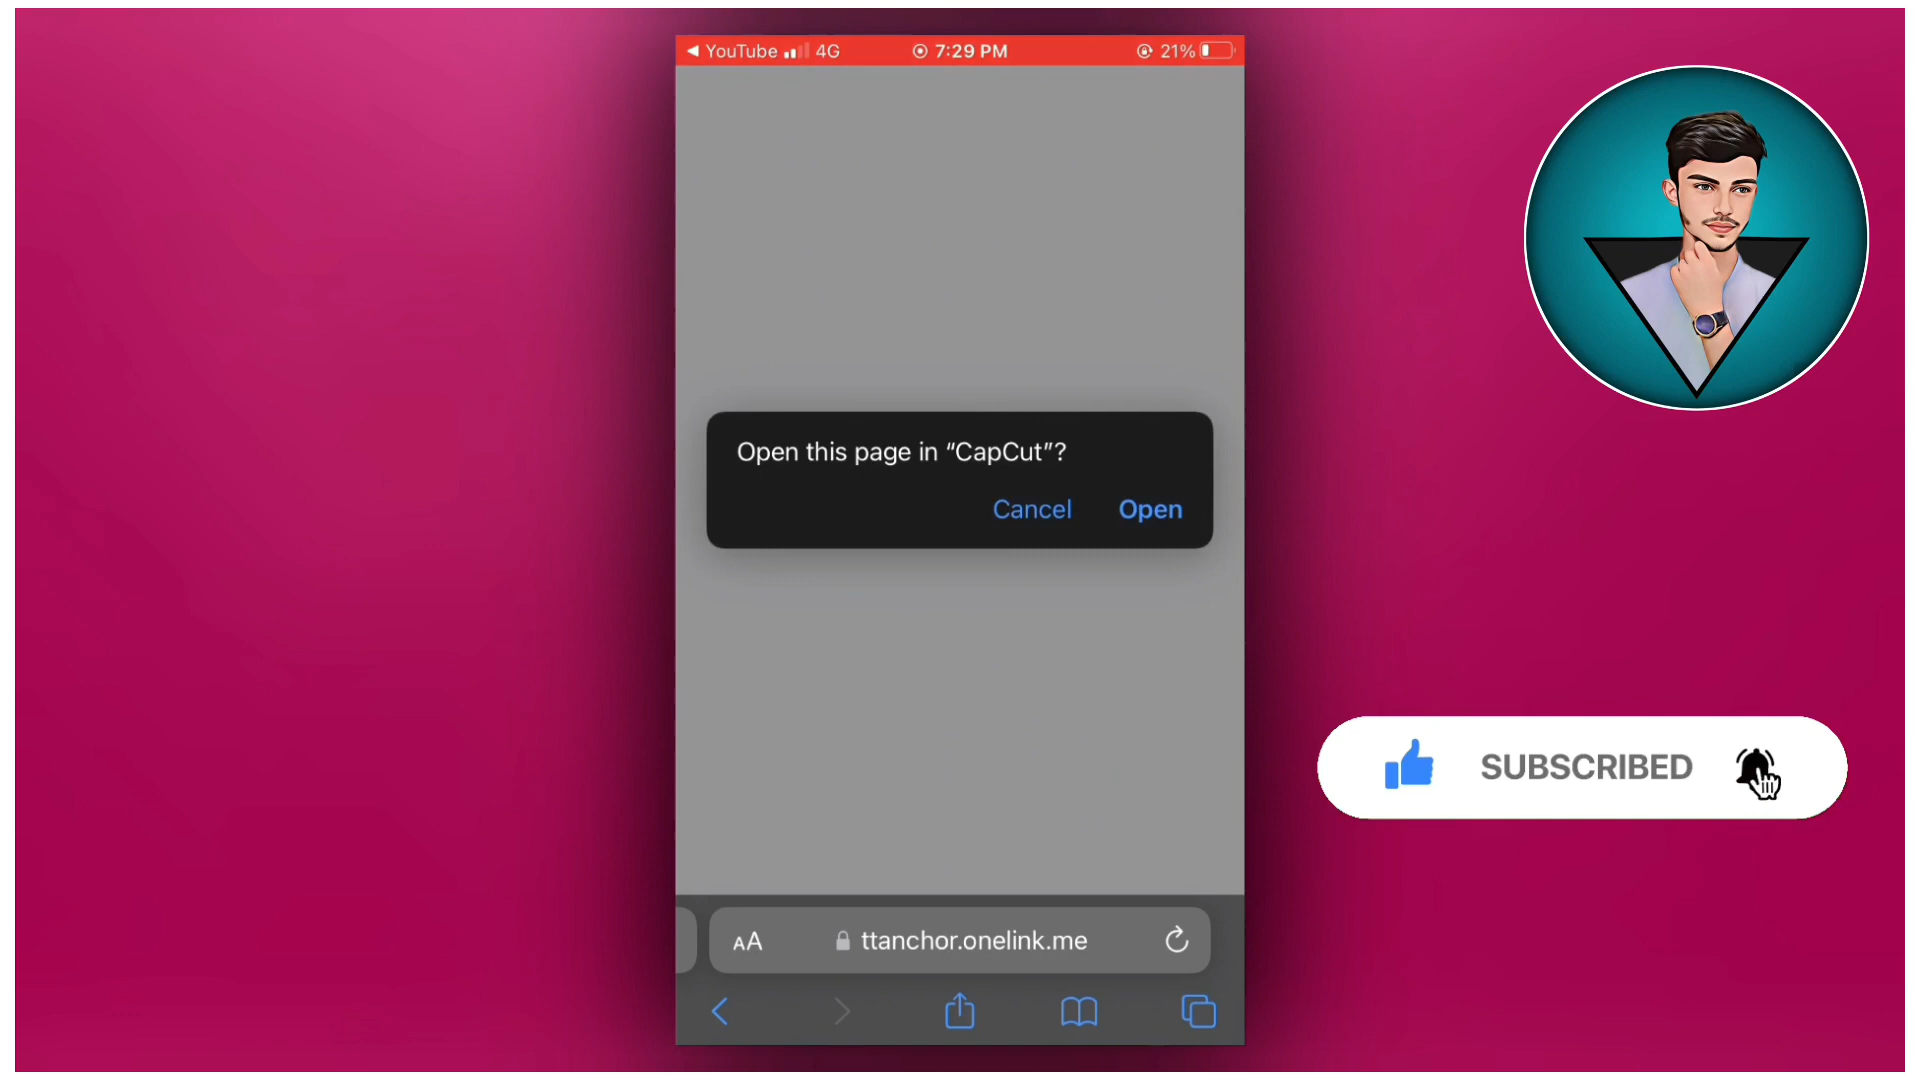 YouTube 4G 7:29 PM 21%
Open this page in “CapCut”?
Cancel Open
SUBSCRIBED
AA ttanchor.onelink.me